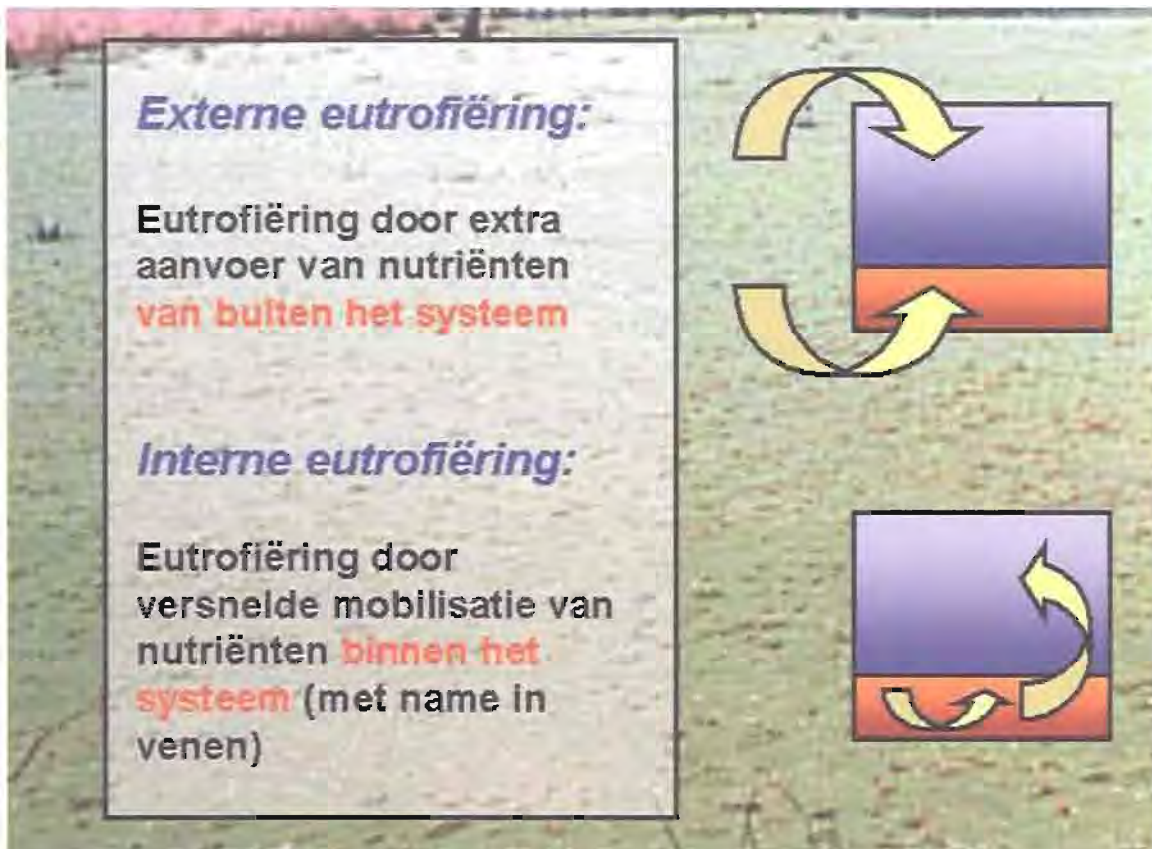 Externe eutrofiëring:
Eutrofiëring door extra
aanvoer van nutriënten
van buiten het systeem
Interne eutrofiëring:
Eutrofiëring door
versnelde mobilisatie van
nutriënten binnen het
systeem (met name in
venen)